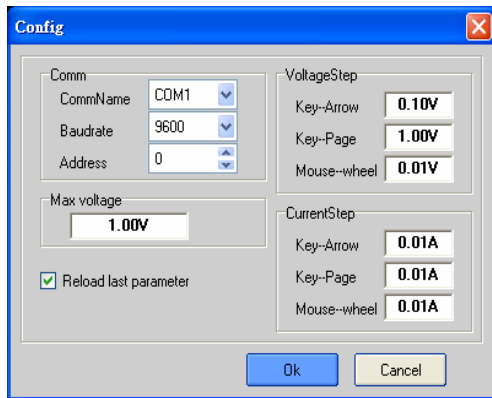 Config
Comm
CommName COM1
Baudrate 9600
Address 0
Max voltage
1.00V
Reload last parameter
VoltageStep
Key--Arrow 0.10V
Key--Page 1.00V
Mouse--wheel 0.01V
CurrentStep
Key--Arrow 0.01A
Key--Page 0.01A
Mouse--wheel 0.01A
Ok Cancel